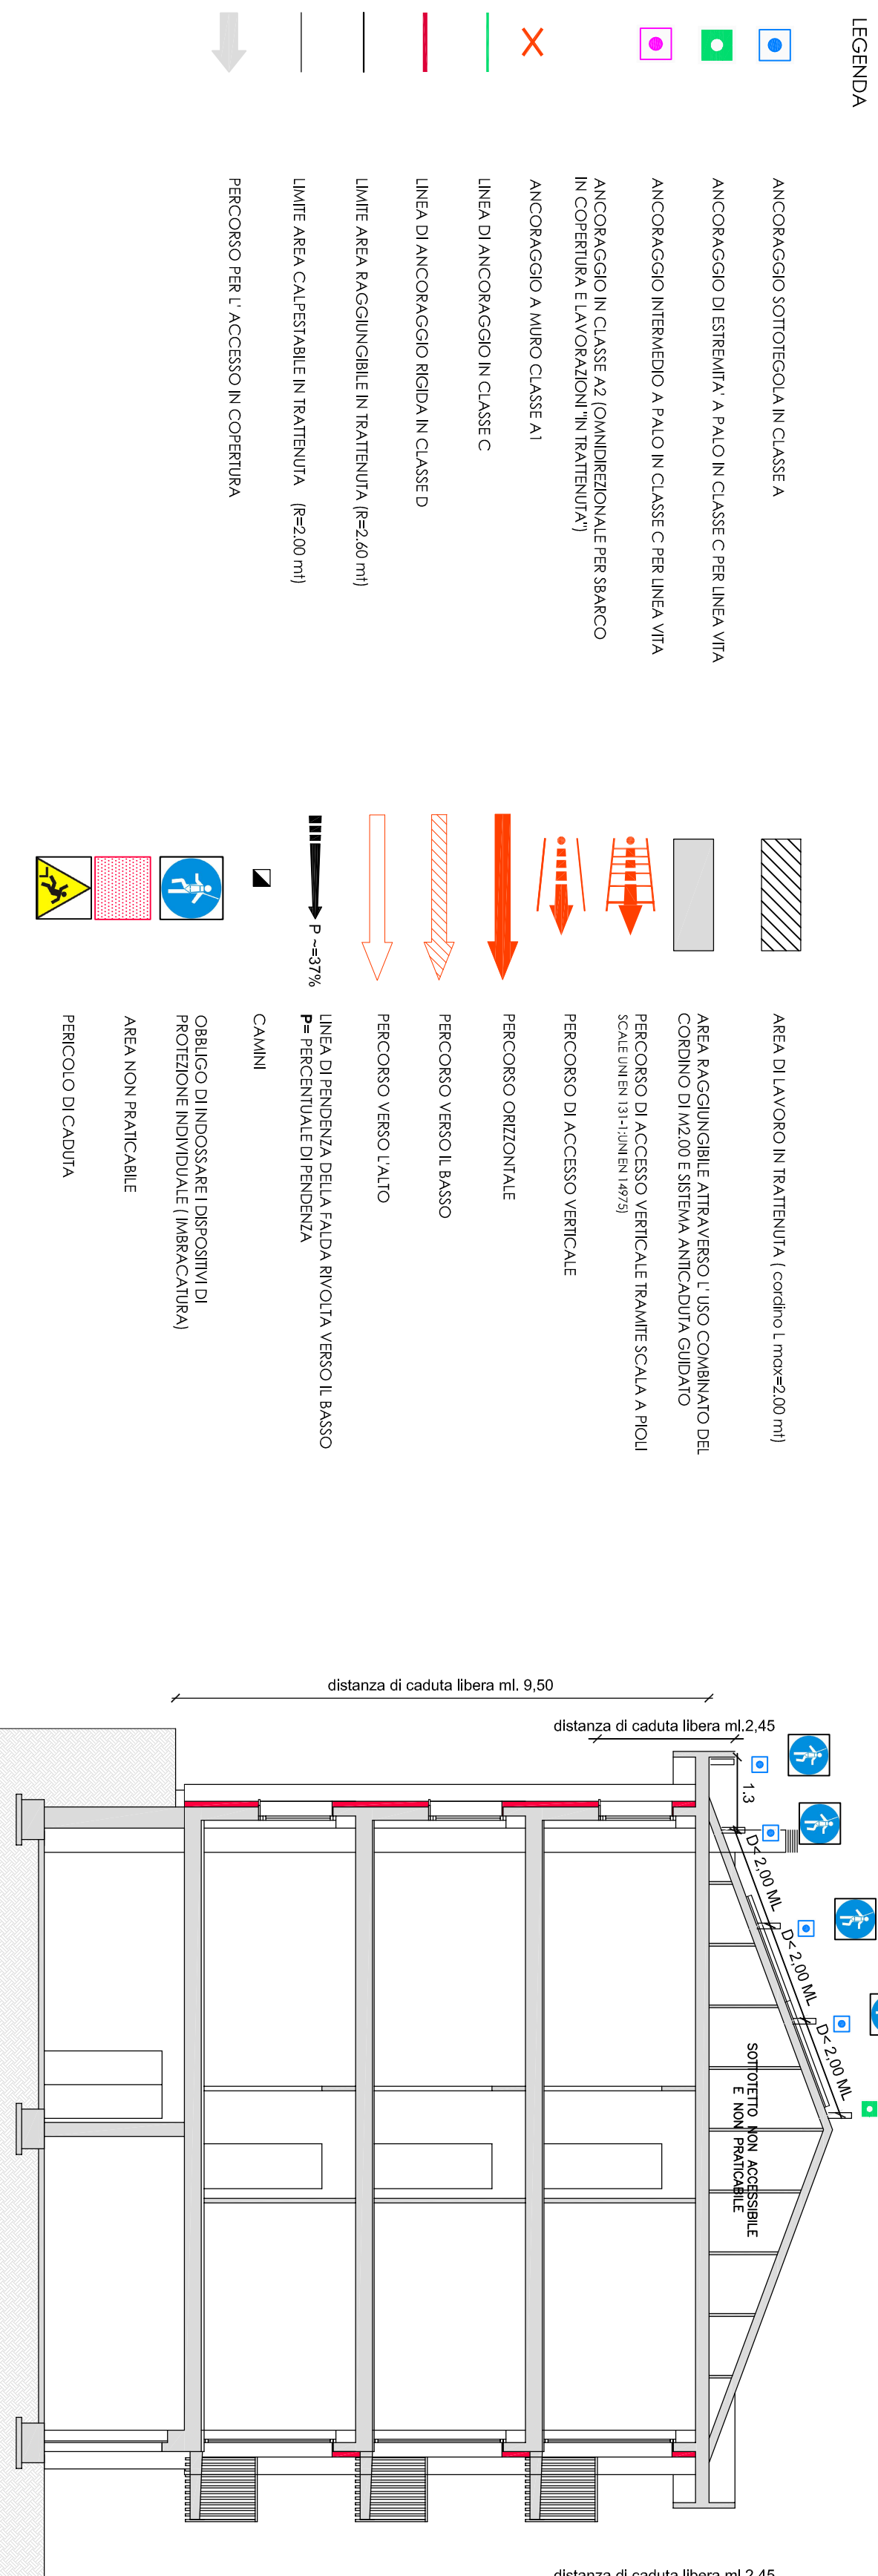 LEGENDA
ANCORAGGIO SOTTOTEGOLA IN CLASSE A
ANCORAGGIO DI ESTREMITA' A PALO IN CLASSE C PER LINEA VITA
ANCORAGGIO INTERMEDIO A PALO IN CLASSE C PER LINEA VITA
ANCORAGGIO IN CLASSE A2 (OMNIDIREZIONALE PER SBARCO
IN COPERTURA E LAVORAZIONI "IN TRATTENUTA")
ANCORAGGIO A MURO CLASSE A1
LINEA DI ANCORAGGIO IN CLASSE C
LINEA DI ANCORAGGIO RIGIDA IN CLASSE D
LIMITE AREA RAGGIUNGIBILE IN TRATTENUTA (R=2.60 mt)
LIMITE AREA CALPESTABILE IN TRATTENUTA (R=2.00 mt)
PERCORSO PER L' ACCESSO IN COPERTURA
AREA DI LAVORO IN TRATTENUTA ( cordino L max=2.00 mt)
AREA RAGGIUNGIBILE ATTRAVERSO L' USO COMBINATO DEL
CORDINO DI M2.00 E SISTEMA ANTICADUTA GUIDATO
PERCORSO DI ACCESSO VERTICALE TRAMITE SCALA A PIOLI
SCALE UNI EN 131-1;UNI EN 14975)
PERCORSO DI ACCESSO VERTICALE
PERCORSO ORIZZONTALE
PERCORSO VERSO IL BASSO
PERCORSO VERSO L'ALTO
P ~=37%
LINEA DI PENDENZA DELLA FALDA RIVOLTA VERSO IL BASSO
P= PERCENTUALE DI PENDENZA
CAMINI
OBBLIGO DI INDOSSARE I DISPOSITIVI DI
PROTEZIONE INDIVIDUALE ( IMBRACATURA)
AREA NON PRATICABILE
PERICOLO DI CADUTA
distanza di caduta libera ml. 9,50
distanza di caduta libera ml.2,45
1.3
D< 2,00 ML
D< 2,00 ML
D< 2,00 ML
SOTTOTETTO NON ACCESSIBILE
E NON PRATICABILE
distanza di caduta libera ml.2,45